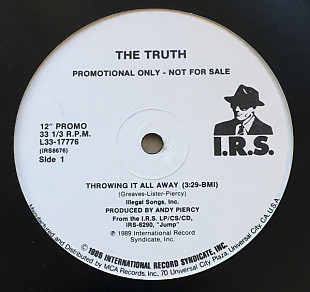 THE TRUTH
PROMOTIONAL ONLY - NOT FOR SALE
12" PROMO
33 1/3 R.P.M.
L33-17776
(IRS8676)
Side 1
I.R.S.
THROWING IT ALL AWAY (3:29-BMI)
(Greaves-Lister-Piercy)
Illegal Songs, Inc.
PRODUCED BY ANDY PIERCY
From the I.R.S. LP/CS/CD,
IRS-6290, "Jump"
℗ 1989 International Record
Syndicate, Inc.
© 1985 INTERNATIONAL RECORD SYNDICATE, INC.
Manufactured and Distributed by MCA Records, Inc., 70 Universal City Plaza, Universal City, CA. U.S.A.